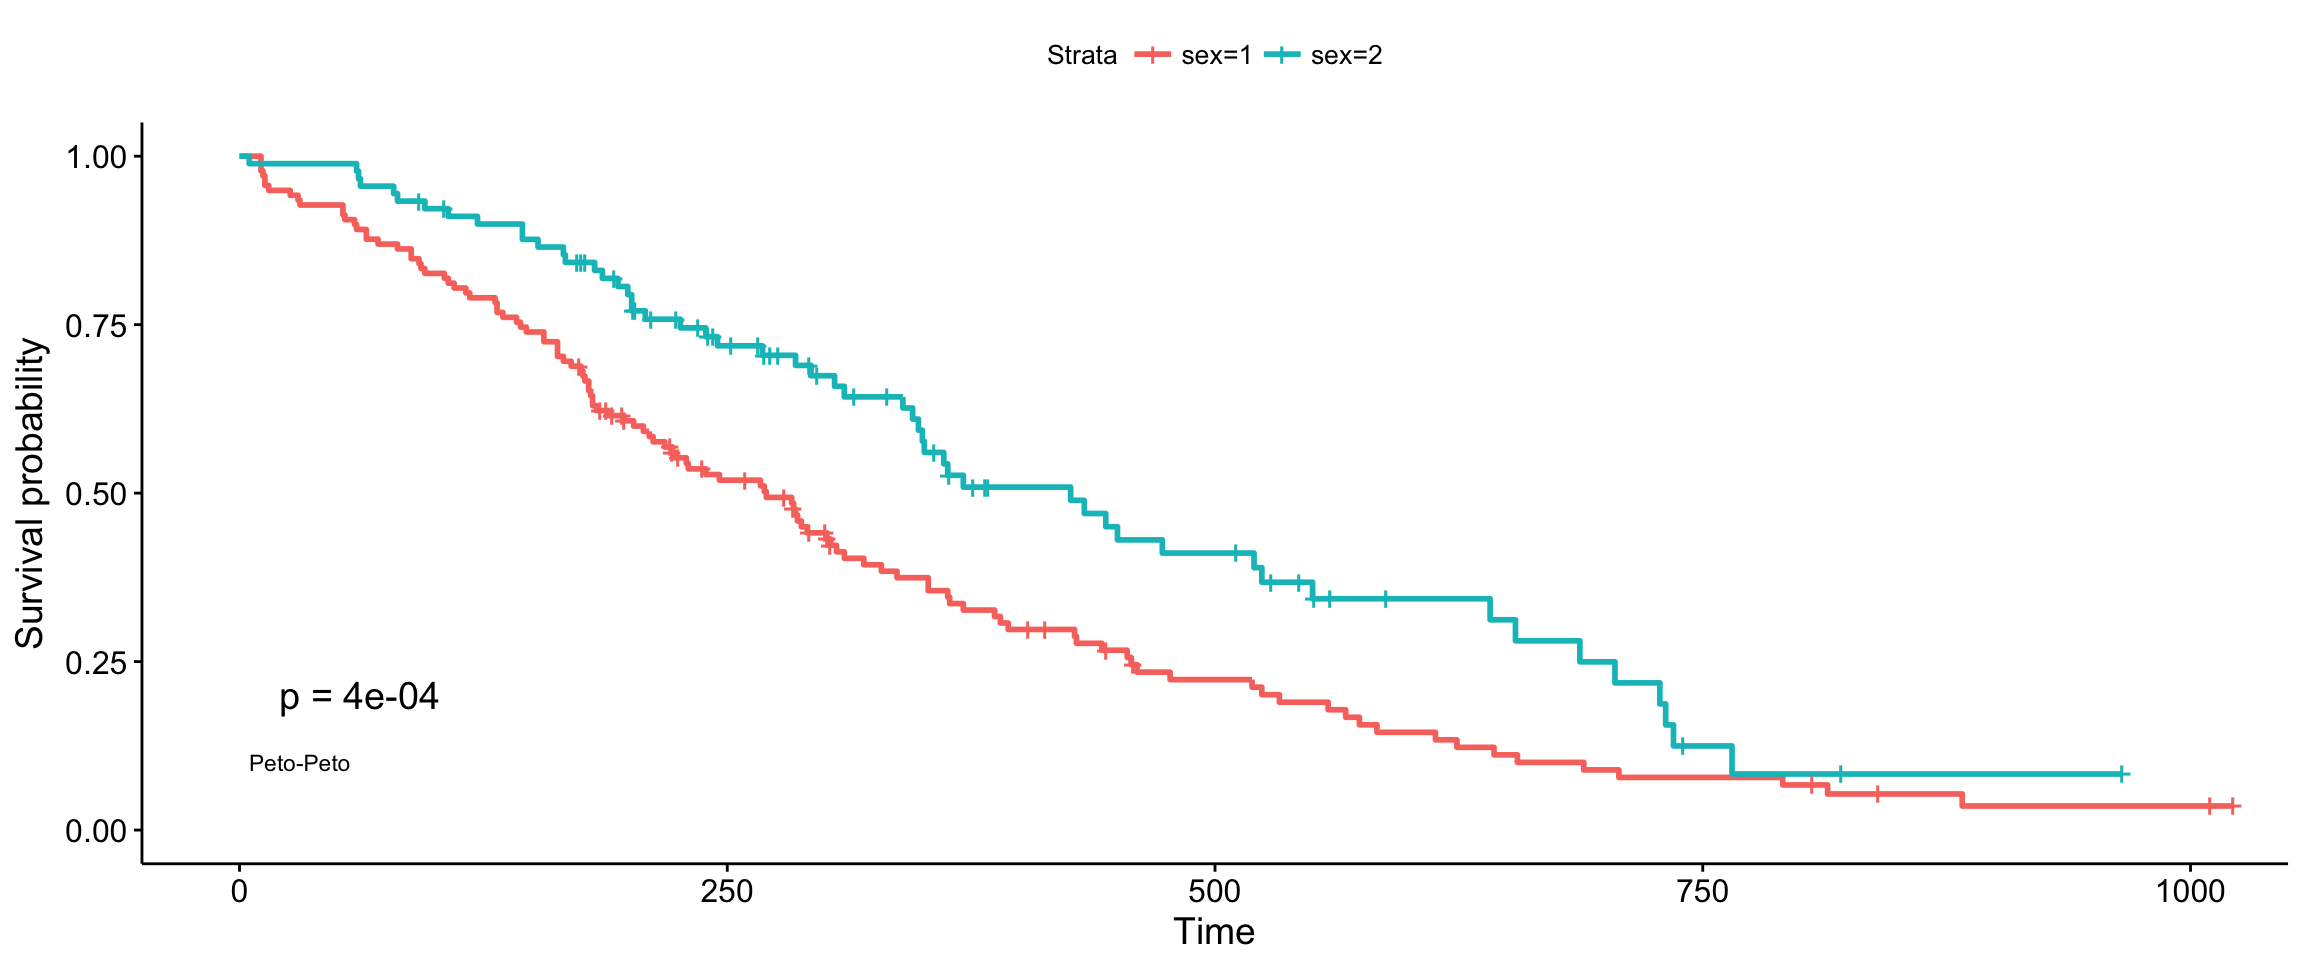 Strata sex=1 sex=2
1.00
0.75
0.50
0.25
0.00
Survival probability
p = 4e-04
Peto-Peto
0 250 500 750 1000
Time